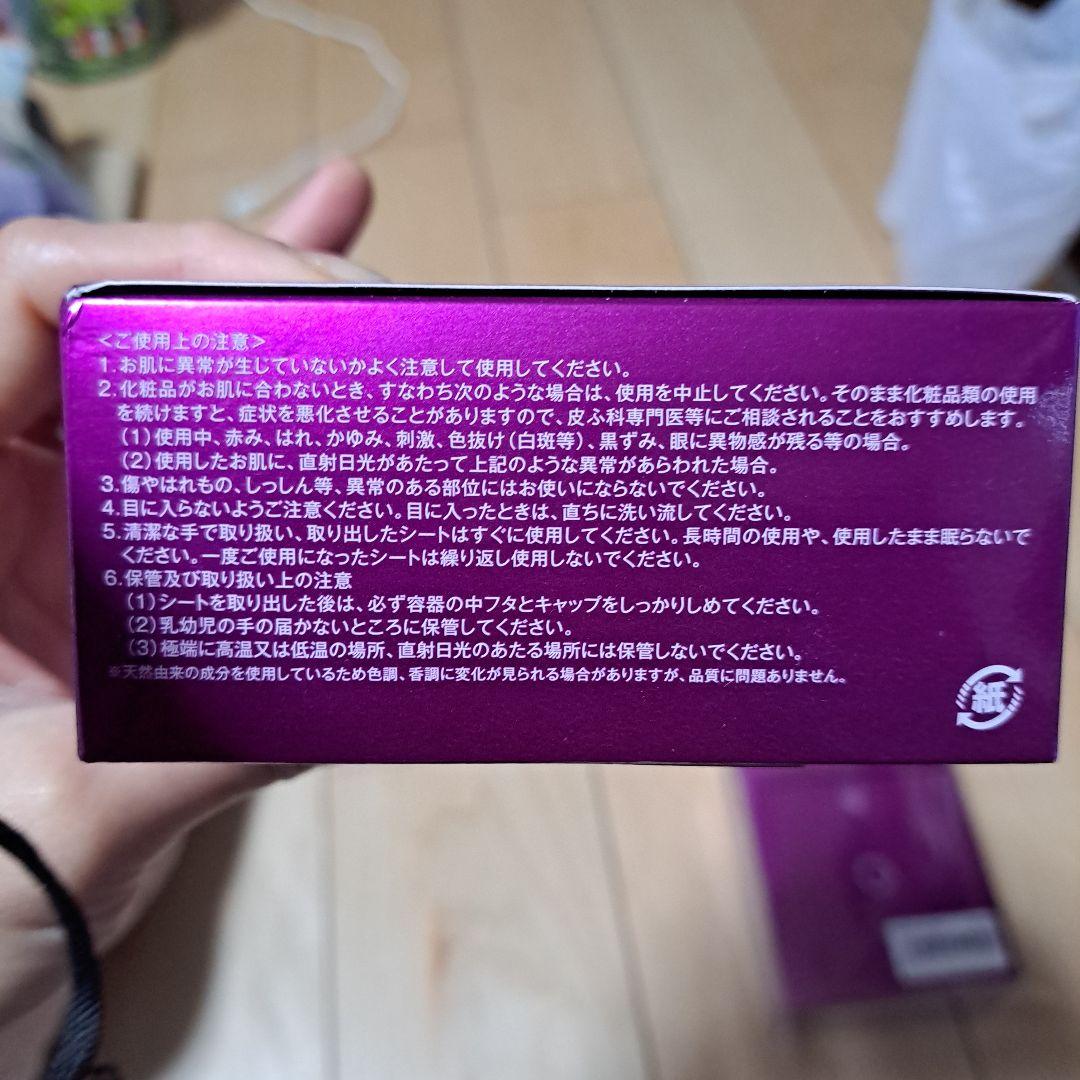 <ご使用上の注意>
1.お肌に異常が生じていないかよく注意して使用してください。
2.化粧品がお肌に合わないとき、すなわち次のような場合は、使用を中止してください。そのまま化粧品類の使用
を続けますと、症状を悪化させることがありますので、皮ふ科専門医等にご相談されることをおすすめします。
(1)使用中、赤み、はれ、かゆみ、刺激、色抜け(白斑等)、黒ずみ、眼に異物感が残る等の場合。
(2)使用したお肌に、直射日光があたって上記のような異常があらわれた場合。
3.傷やはれもの、しっしん等、異常のある部位にはお使いにならないでください。
4.目に入らないようご注意ください。目に入ったときは、直ちに洗い流してください。
5.清潔な手で取り扱い、取り出したシートはすぐに使用してください。長時間の使用や、使用したまま眠らないで
ください。一度ご使用になったシートは繰り返し使用しないでください。
6.保管及び取り扱い上の注意
(1)シートを取り出した後は、必ず容器の中フタとキャップをしっかりしめてください。
(2)乳幼児の手の届かないところに保管してください。
(3)極端に高温又は低温の場所、直射日光のあたる場所には保管しないでください。
※天然由来の成分を使用しているため色調、香調に変化が見られる場合がありますが、品質に問題ありません。
紙